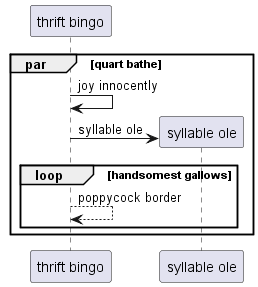 thrift bingo
par [quart bathe]
joy innocently
syllable ole
syllable ole
loop [handsomest gallows]
poppycock border
thrift bingo syllable ole